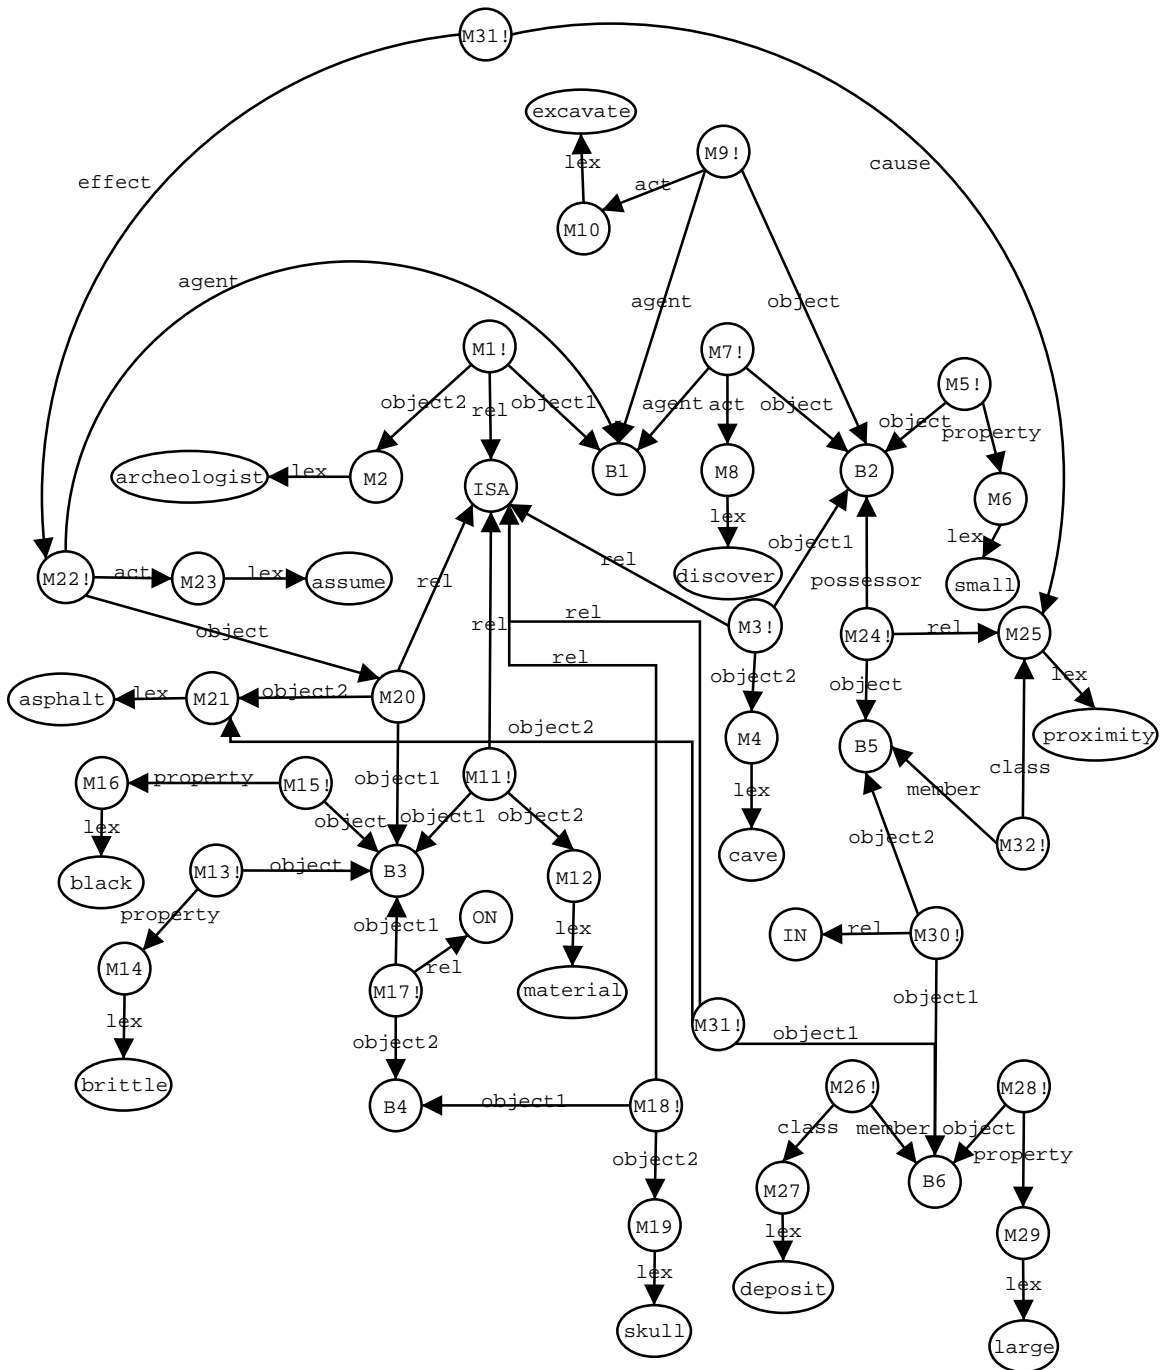 M31!
excavate
M9!
lex
cause
effect
act
M10
agent
agent
object
M1!
M7!
M5!
object2
rel
object1
agent
act
object
object
property
archeologist
lex
M2
ISA
B1
M8
B2
M6
lex
object1
lex
rel
possessor
M22!
act
M23
lex
assume
rel
discover
small
rel
M3!
M24!
rel
M25
object
rel
rel
asphalt
lex
M21
object2
M20
object2
object
lex
object2
M4
B5
proximity
M16
property
M15!
object1
M11!
class
lex
object
object1
object2
lex
member
black
M13!
object
B3
M12
cave
object2
M32!
property
object1
ON
lex
IN
rel
M30!
M14
rel
M17!
material
object1
lex
M31!
object1
object2
brittle
B4
object1
M18!
M26!
M28!
class
member
object
object2
property
M27
B6
M19
lex
M29
lex
deposit
lex
skull
large